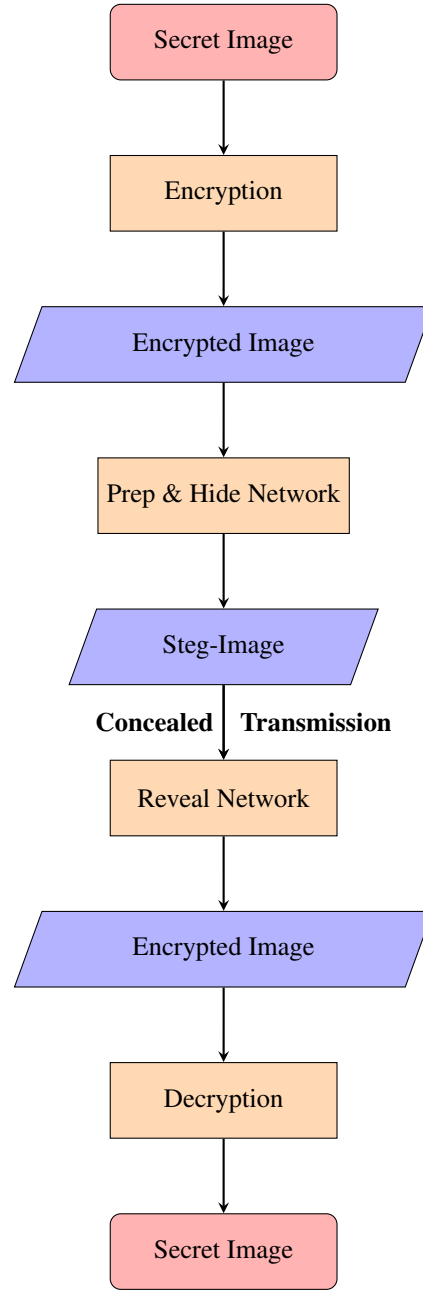 Secret Image
Encryption
Encrypted Image
Prep & Hide Network
Steg-Image
Concealed Transmission
Reveal Network
Encrypted Image
Decryption
Secret Image